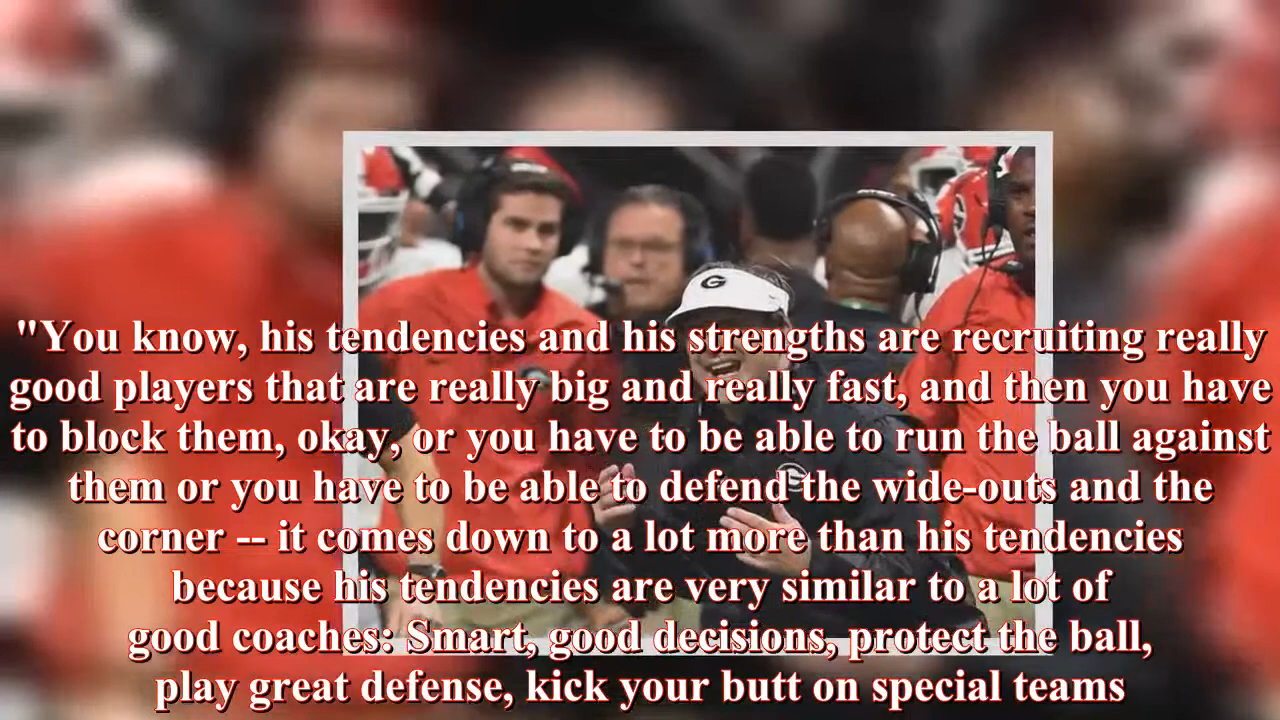 G
"You know, his tendencies and his strengths are recruiting really
good players that are really big and really fast, and then you have
to block them, okay, or you have to be able to run the ball against
them or you have to be able to defend the wide-outs and the
corner -- it comes down to a lot more than his tendencies
because his tendencies are very similar to a lot of
good coaches: Smart, good decisions, protect the ball,
play great defense, kick your butt on special teams